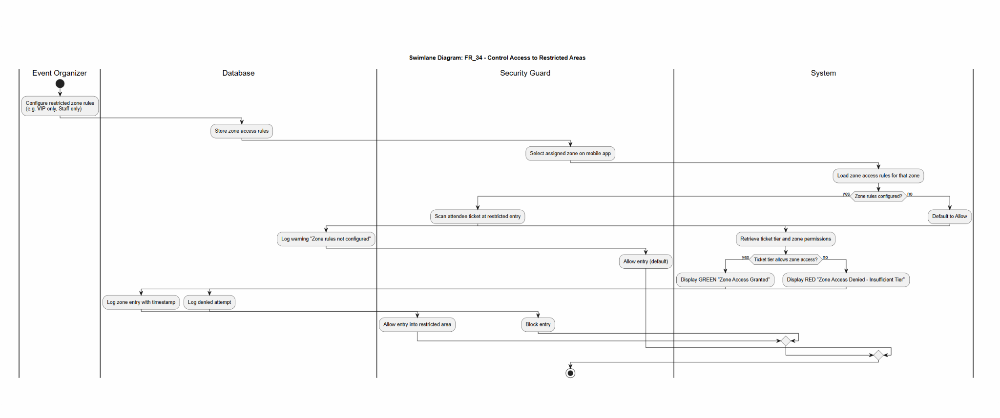 Swimlane Diagram: FR_34 - Control Access to Restricted Areas
Event Organizer
Database
Security Guard
System
Configure restricted zone rules
(e.g. VIP-only, Staff-only)
Store zone access rules
Select assigned zone on mobile app
Load zone access rules for that zone
yes
Zone rules configured?
no
Scan attendee ticket at restricted entry
Default to Allow
Log warning "Zone rules not configured"
Retrieve ticket tier and zone permissions
Allow entry (default)
yes
Ticket tier allows zone access?
no
Display GREEN "Zone Access Granted"
Display RED "Zone Access Denied - Insufficient Tier"
Log zone entry with timestamp
Log denied attempt
Allow entry into restricted area
Block entry